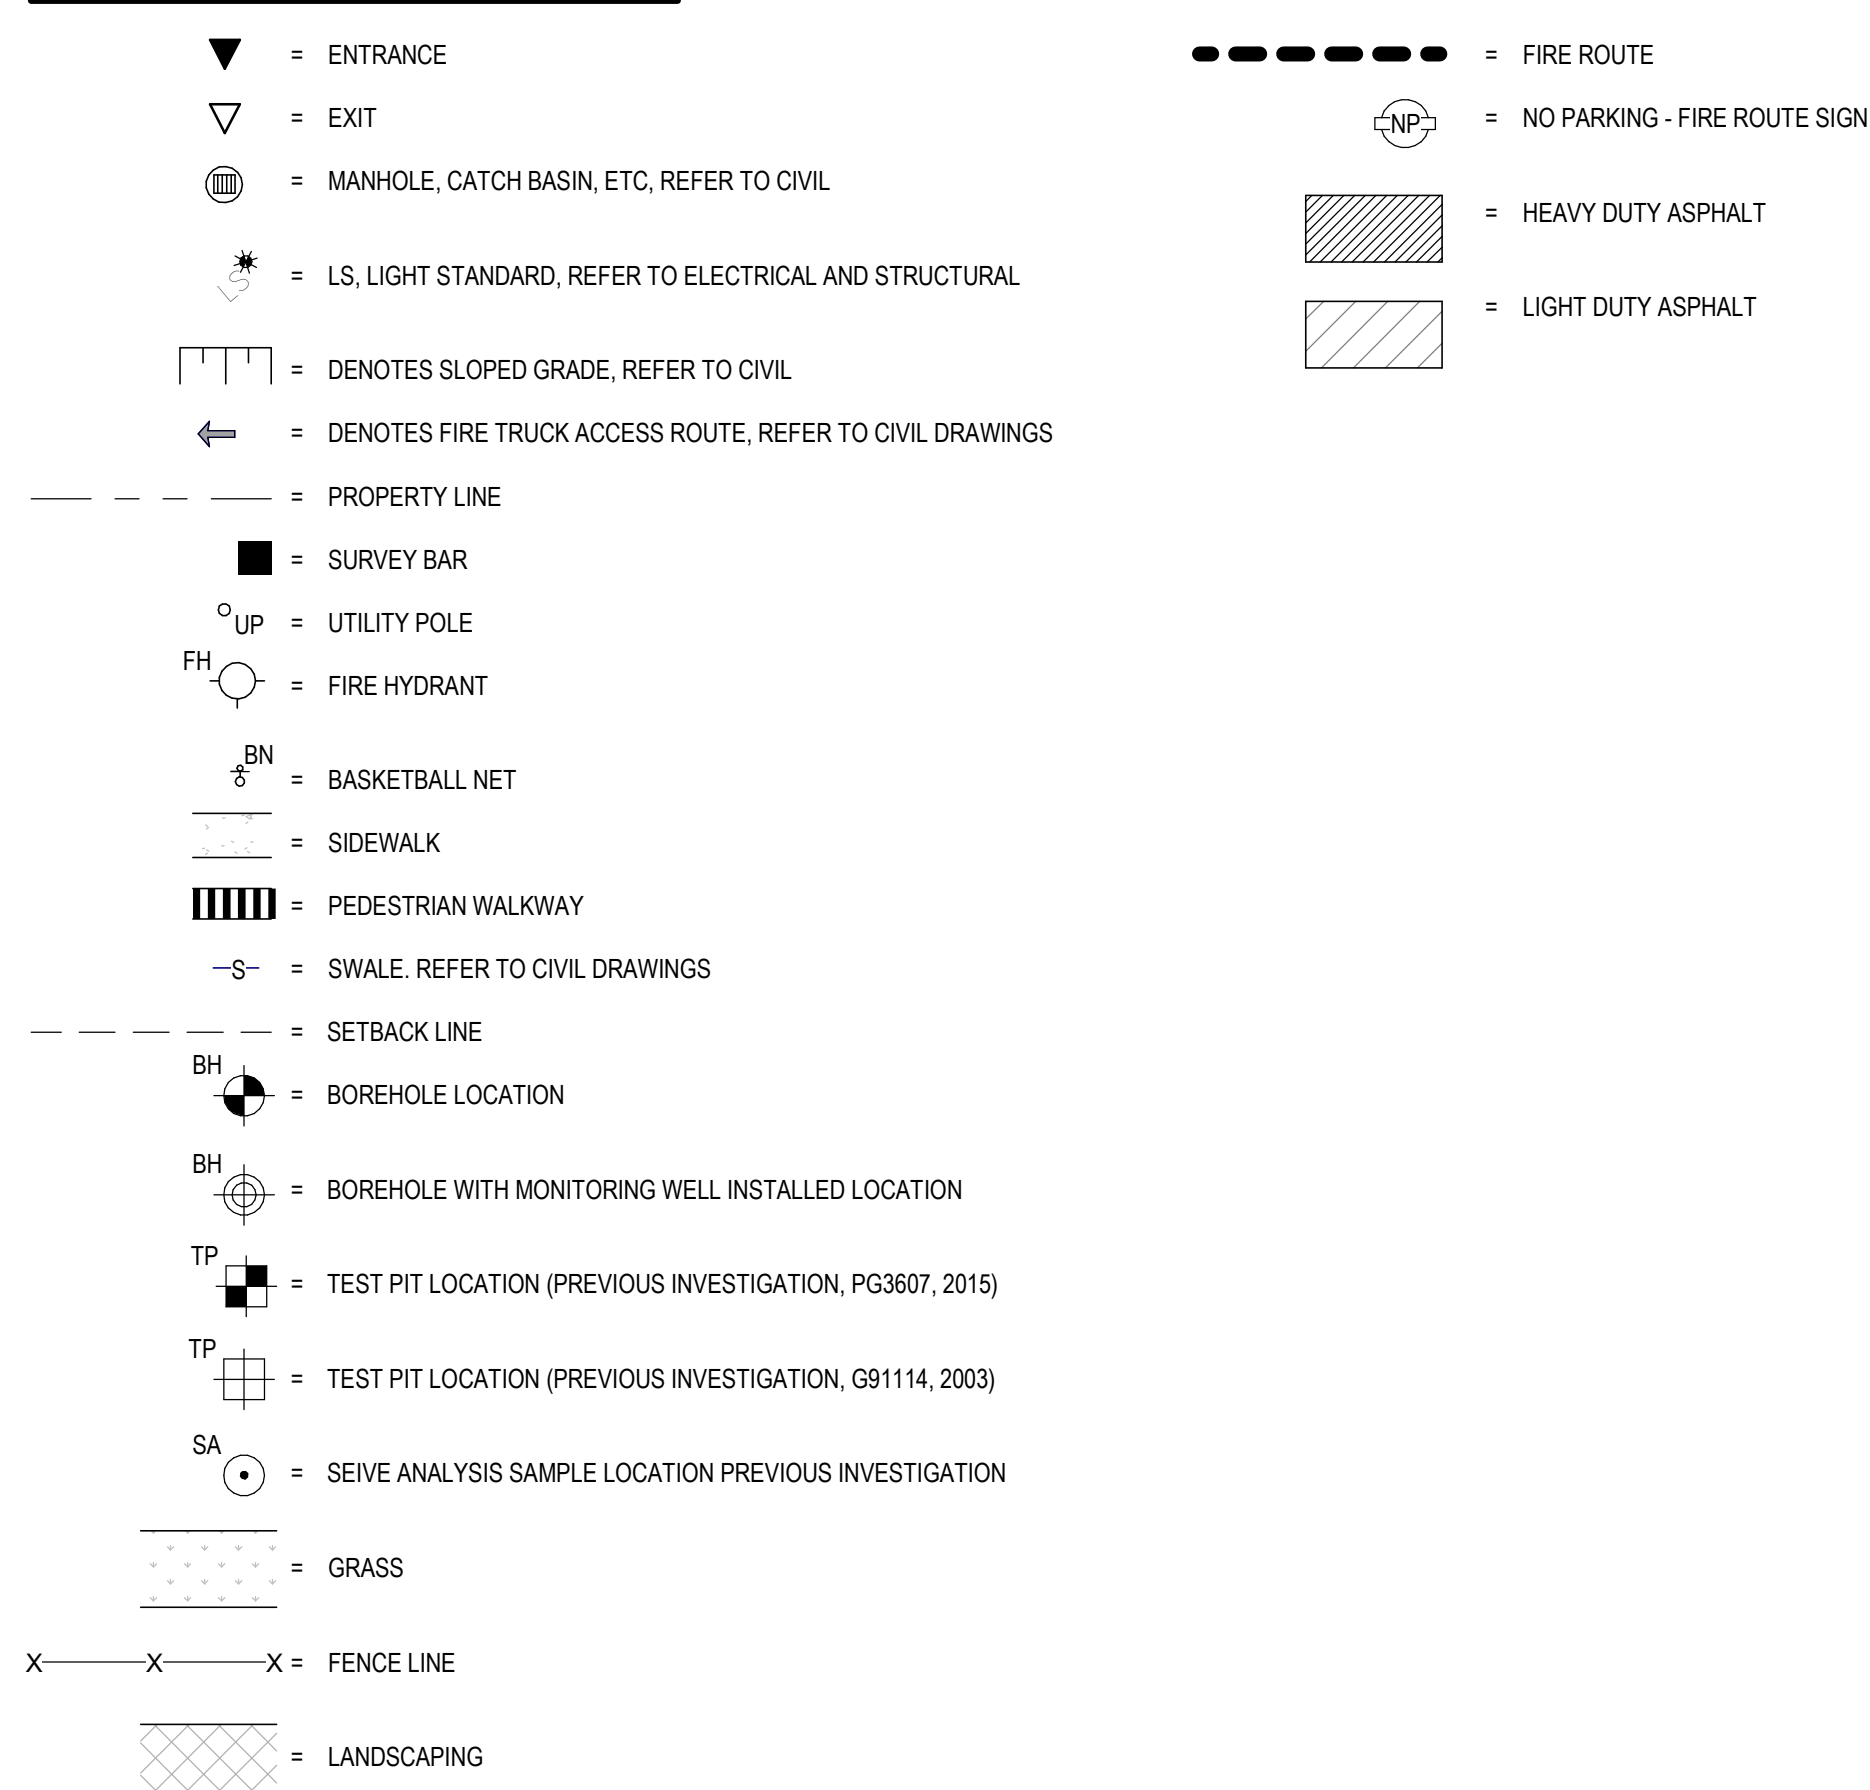 = ENTRANCE
= EXIT
= MANHOLE, CATCH BASIN, ETC, REFER TO CIVIL
LS = LS, LIGHT STANDARD, REFER TO ELECTRICAL AND STRUCTURAL
= DENOTES SLOPED GRADE, REFER TO CIVIL
= DENOTES FIRE TRUCK ACCESS ROUTE, REFER TO CIVIL DRAWINGS
= PROPERTY LINE
= SURVEY BAR
UP = UTILITY POLE
FH = FIRE HYDRANT
BN = BASKETBALL NET
= SIDEWALK
= PEDESTRIAN WALKWAY
S = SWALE. REFER TO CIVIL DRAWINGS
= SETBACK LINE
BH = BOREHOLE LOCATION
BH = BOREHOLE WITH MONITORING WELL INSTALLED LOCATION
TP = TEST PIT LOCATION (PREVIOUS INVESTIGATION, PG3607, 2015)
TP = TEST PIT LOCATION (PREVIOUS INVESTIGATION, G91114, 2003)
SA = SEIVE ANALYSIS SAMPLE LOCATION PREVIOUS INVESTIGATION
= GRASS
X X X = FENCE LINE
= LANDSCAPING
= FIRE ROUTE
NP = NO PARKING - FIRE ROUTE SIGN
= HEAVY DUTY ASPHALT
= LIGHT DUTY ASPHALT